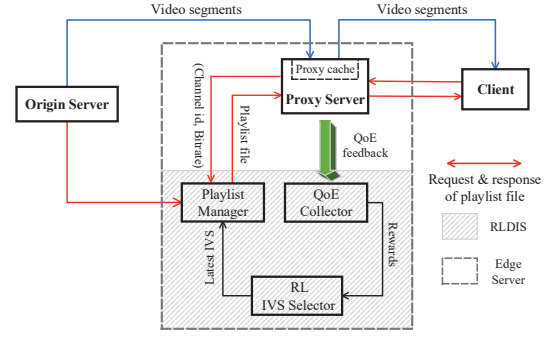 Video segments
Video segments
Proxy cache
Proxy Server
Origin Server
Client
(Channel id, Bitrate)
Playlist file
QoE
feedback
Request & response
of playlist file
Playlist
Manager
QoE
Collector
RLDIS
Latest IVS
Rewards
RL
IVS Selector
Edge
Server